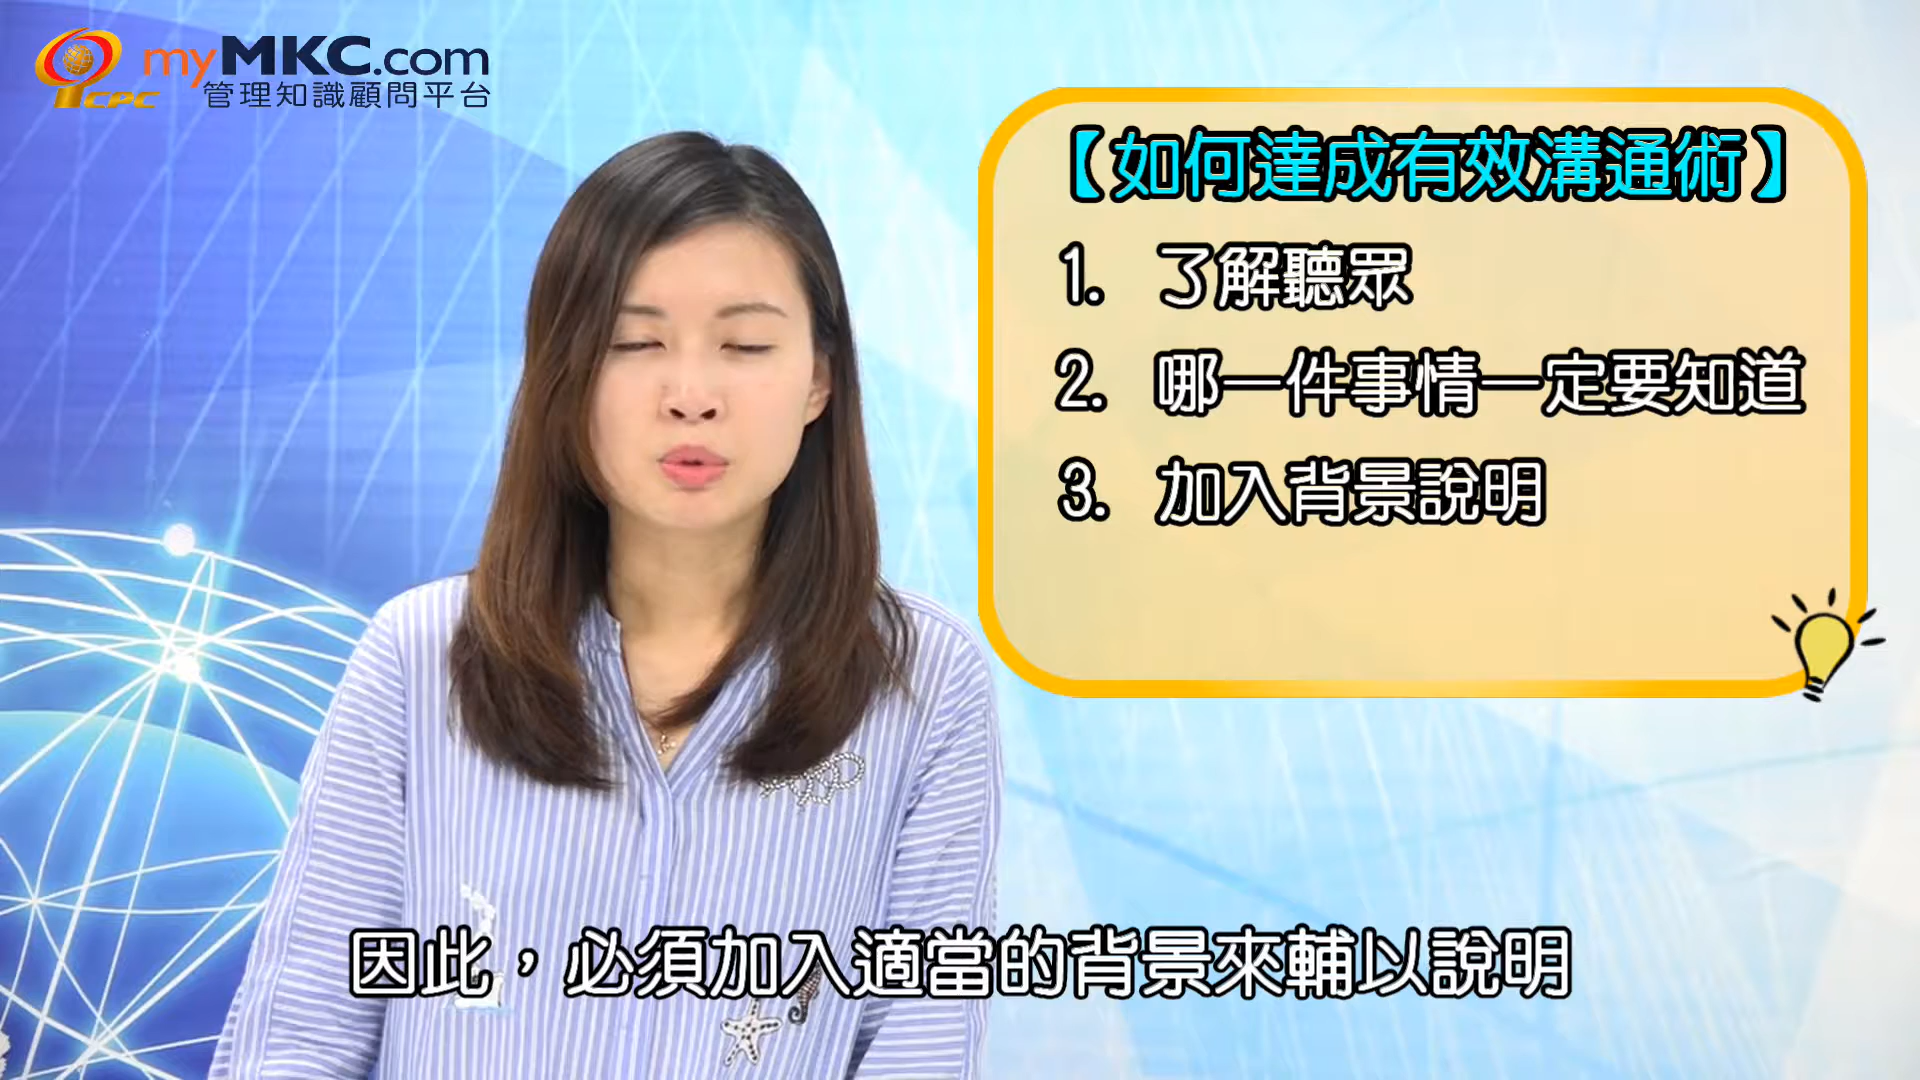 myMKC.com
CPC
管理知識顧問平台
【如何達成有效溝通術】
1. 了解聽眾
2. 哪一件事情一定要知道
3. 加入背景說明
因此，必須加入適當的背景來輔以說明